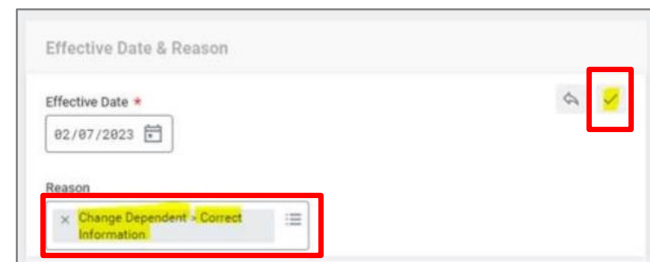 Effective Date & Reason
Effective Date *
02/07/2023
Reason
× Change Dependent > Correct
Information